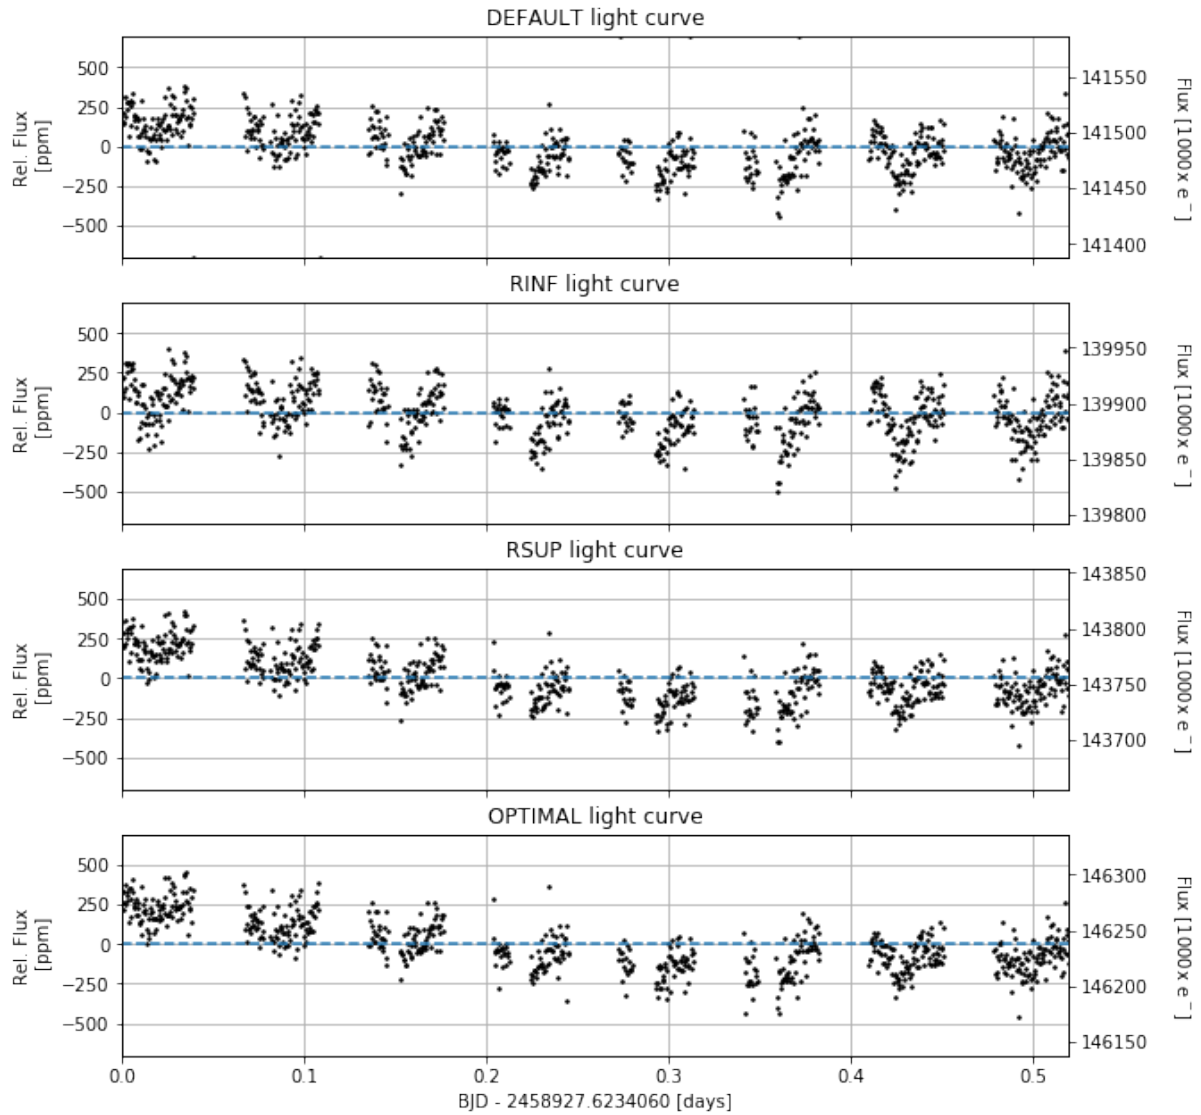 DEFAULT light curve
500
250
0
−250
−500
Rel. Flux
[ppm]
141550
141500
141450
141400
Flux [1000x e⁻]
RINF light curve
500
250
0
−250
−500
Rel. Flux
[ppm]
139950
139900
139850
139800
Flux [1000x e⁻]
RSUP light curve
500
250
0
−250
−500
Rel. Flux
[ppm]
143850
143800
143750
143700
Flux [1000x e⁻]
OPTIMAL light curve
500
250
0
−250
−500
Rel. Flux
[ppm]
146300
146250
146200
146150
Flux [1000x e⁻]
0.0 0.1 0.2 0.3 0.4 0.5
BJD - 2458927.6234060 [days]